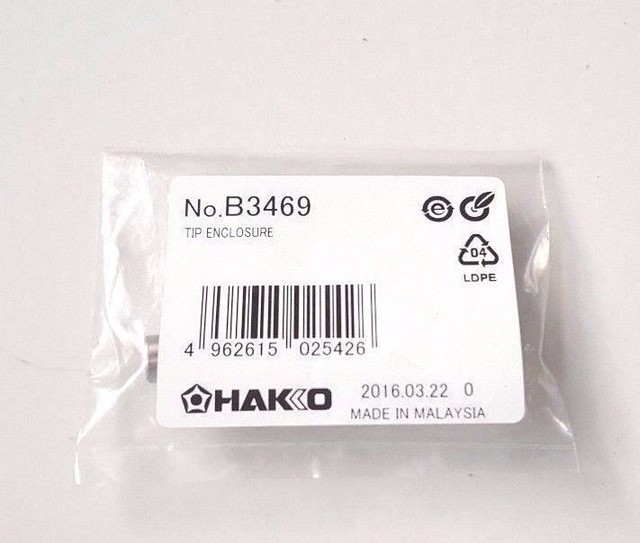 No.B3469
TIP ENCLOSURE
e
04
LDPE
4 962615 025426
HAKKO
2016.03.22 0
MADE IN MALAYSIA